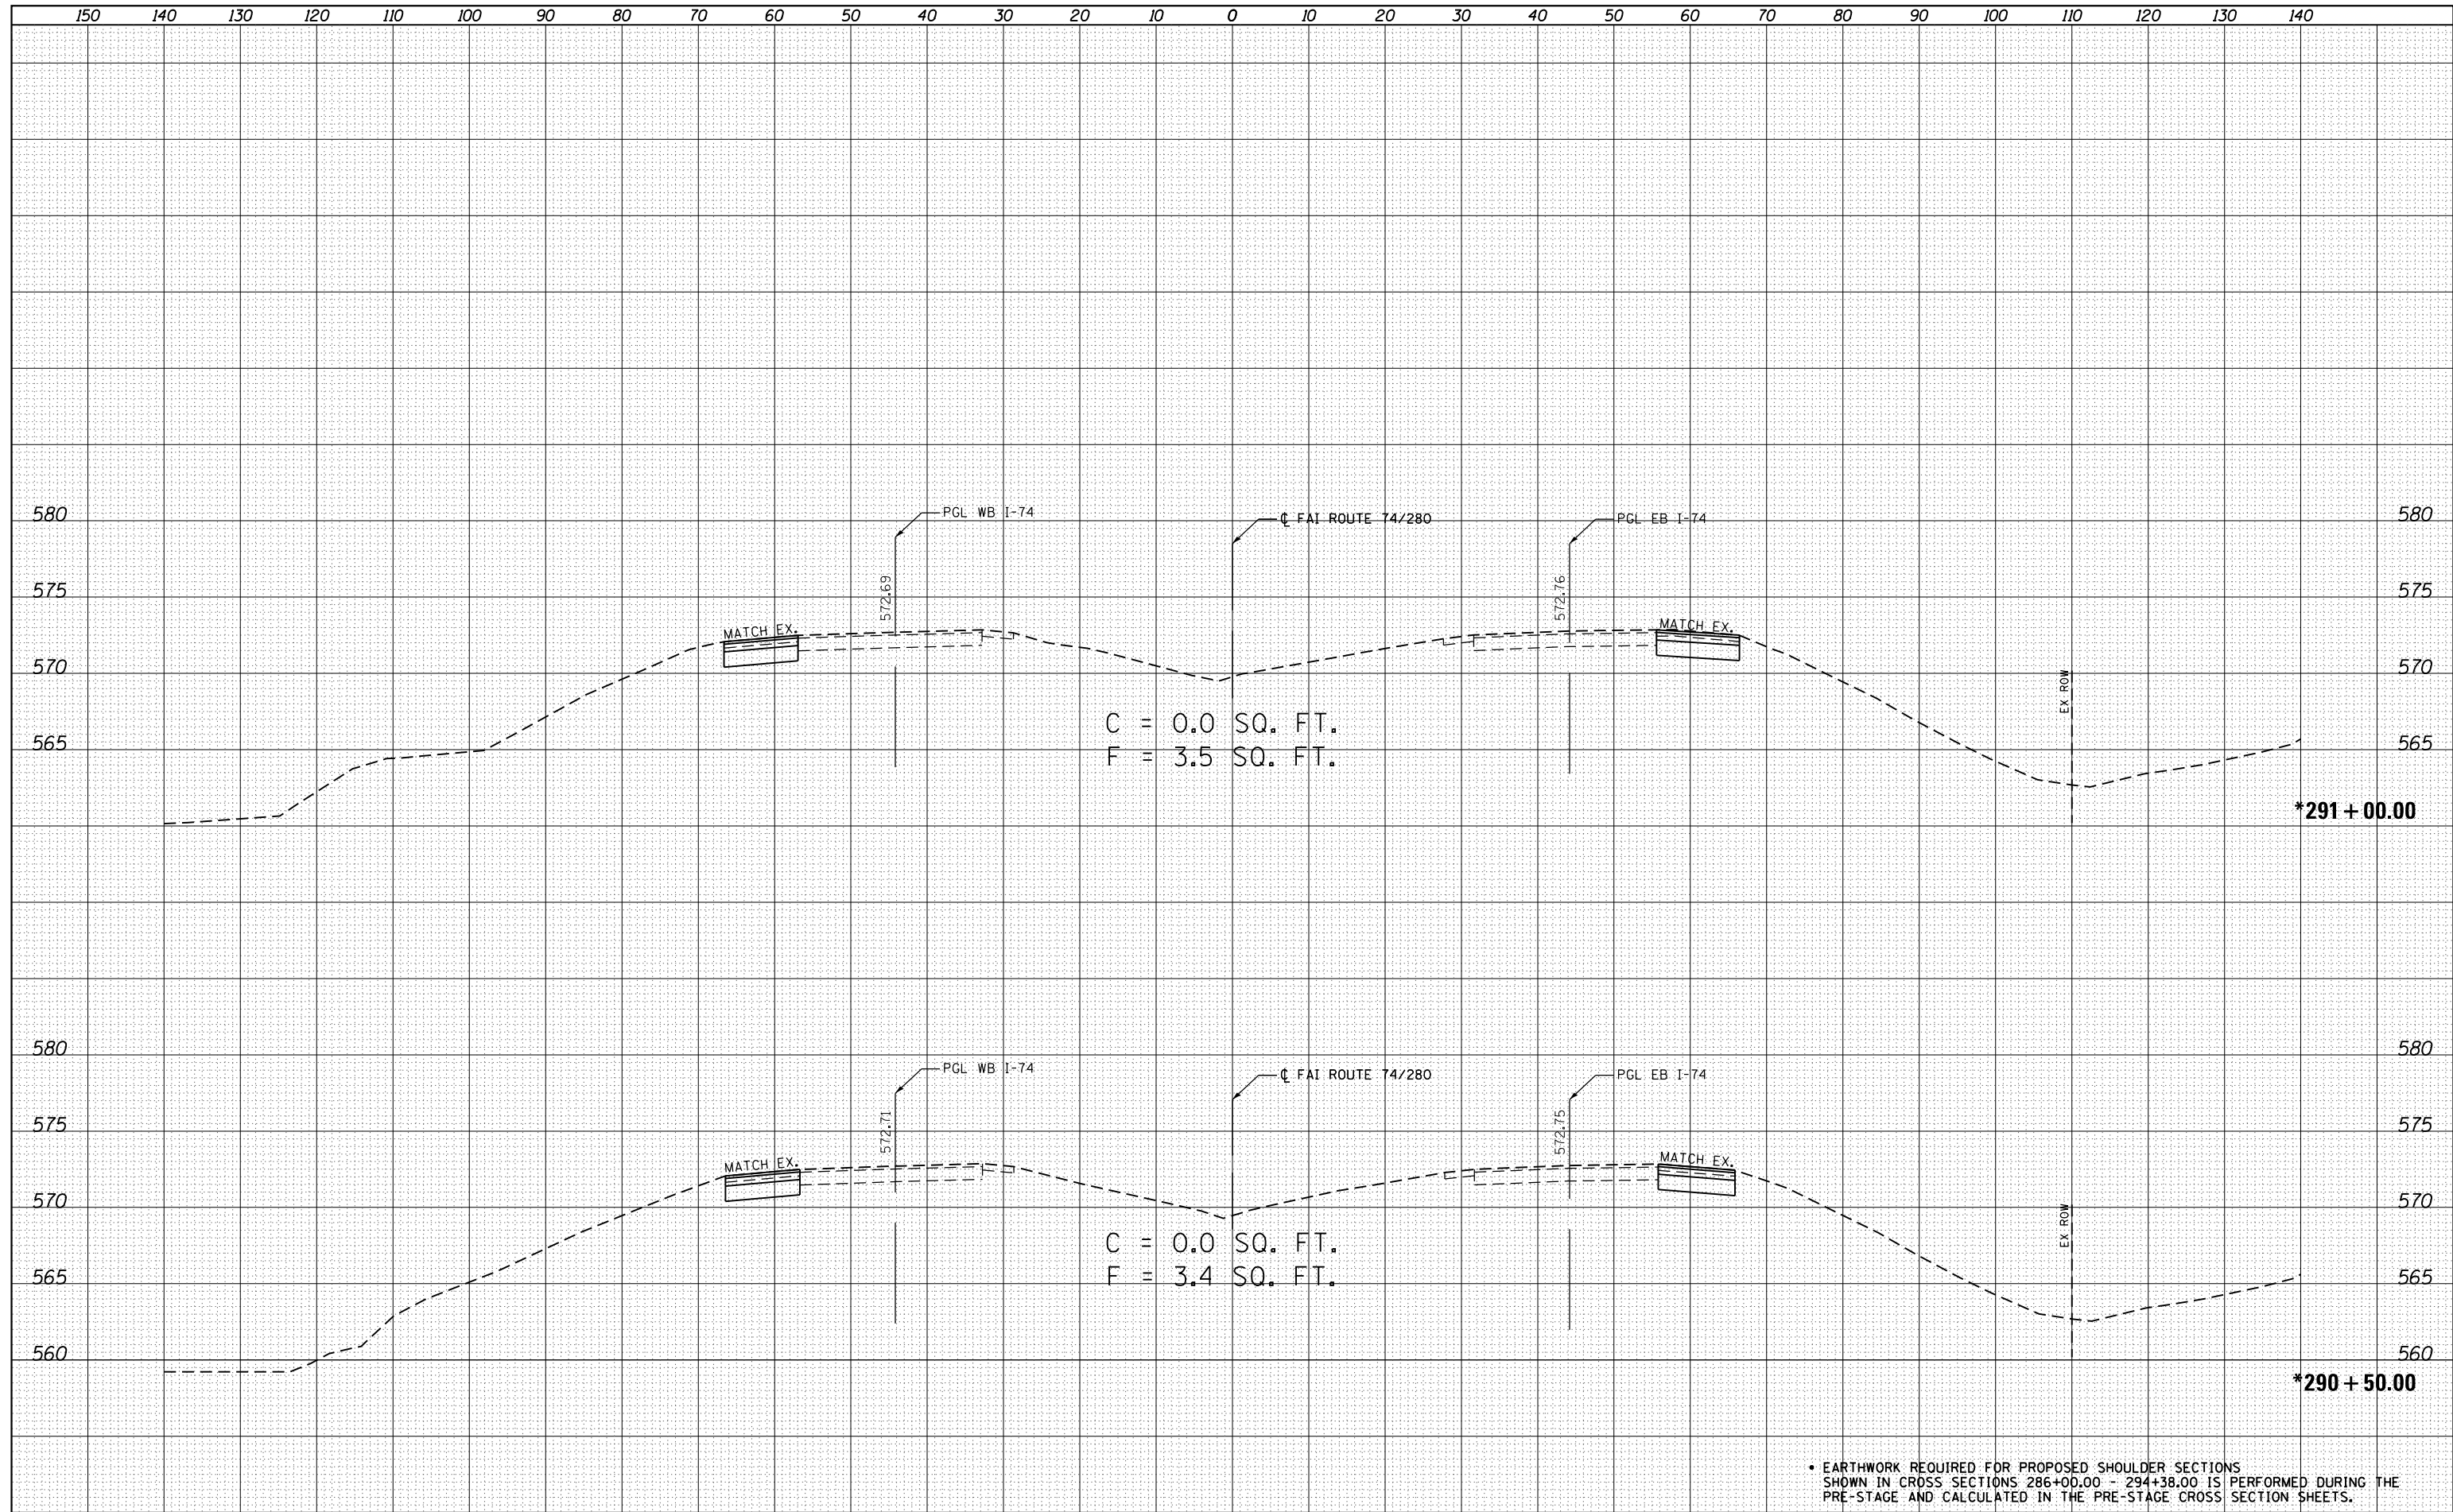 150 140 130 120 110 100 90 80 70 60 50 40 30 20 10 0 10 20 30 40 50 60 70 80 90 100 110 120 130 140
580 PGL WB I-74 ℄ FAI ROUTE 74/280 PGL EB I-74 580
575 572.69 572.76 575
MATCH EX. MATCH EX.
570 EX ROW 570
C = 0.0 SQ. FT.
565 F = 3.5 SQ. FT. 565
*291+00.00
580 PGL WB I-74 ℄ FAI ROUTE 74/280 PGL EB I-74 580
575 572.71 572.75 575
MATCH EX. MATCH EX.
570 EX ROW 570
C = 0.0 SQ. FT.
565 F = 3.4 SQ. FT. 565
560 560
*290+50.00
• EARTHWORK REQUIRED FOR PROPOSED SHOULDER SECTIONS
SHOWN IN CROSS SECTIONS 286+00.00 - 294+38.00 IS PERFORMED DURING THE
PRE-STAGE AND CALCULATED IN THE PRE-STAGE CROSS SECTION SHEETS.